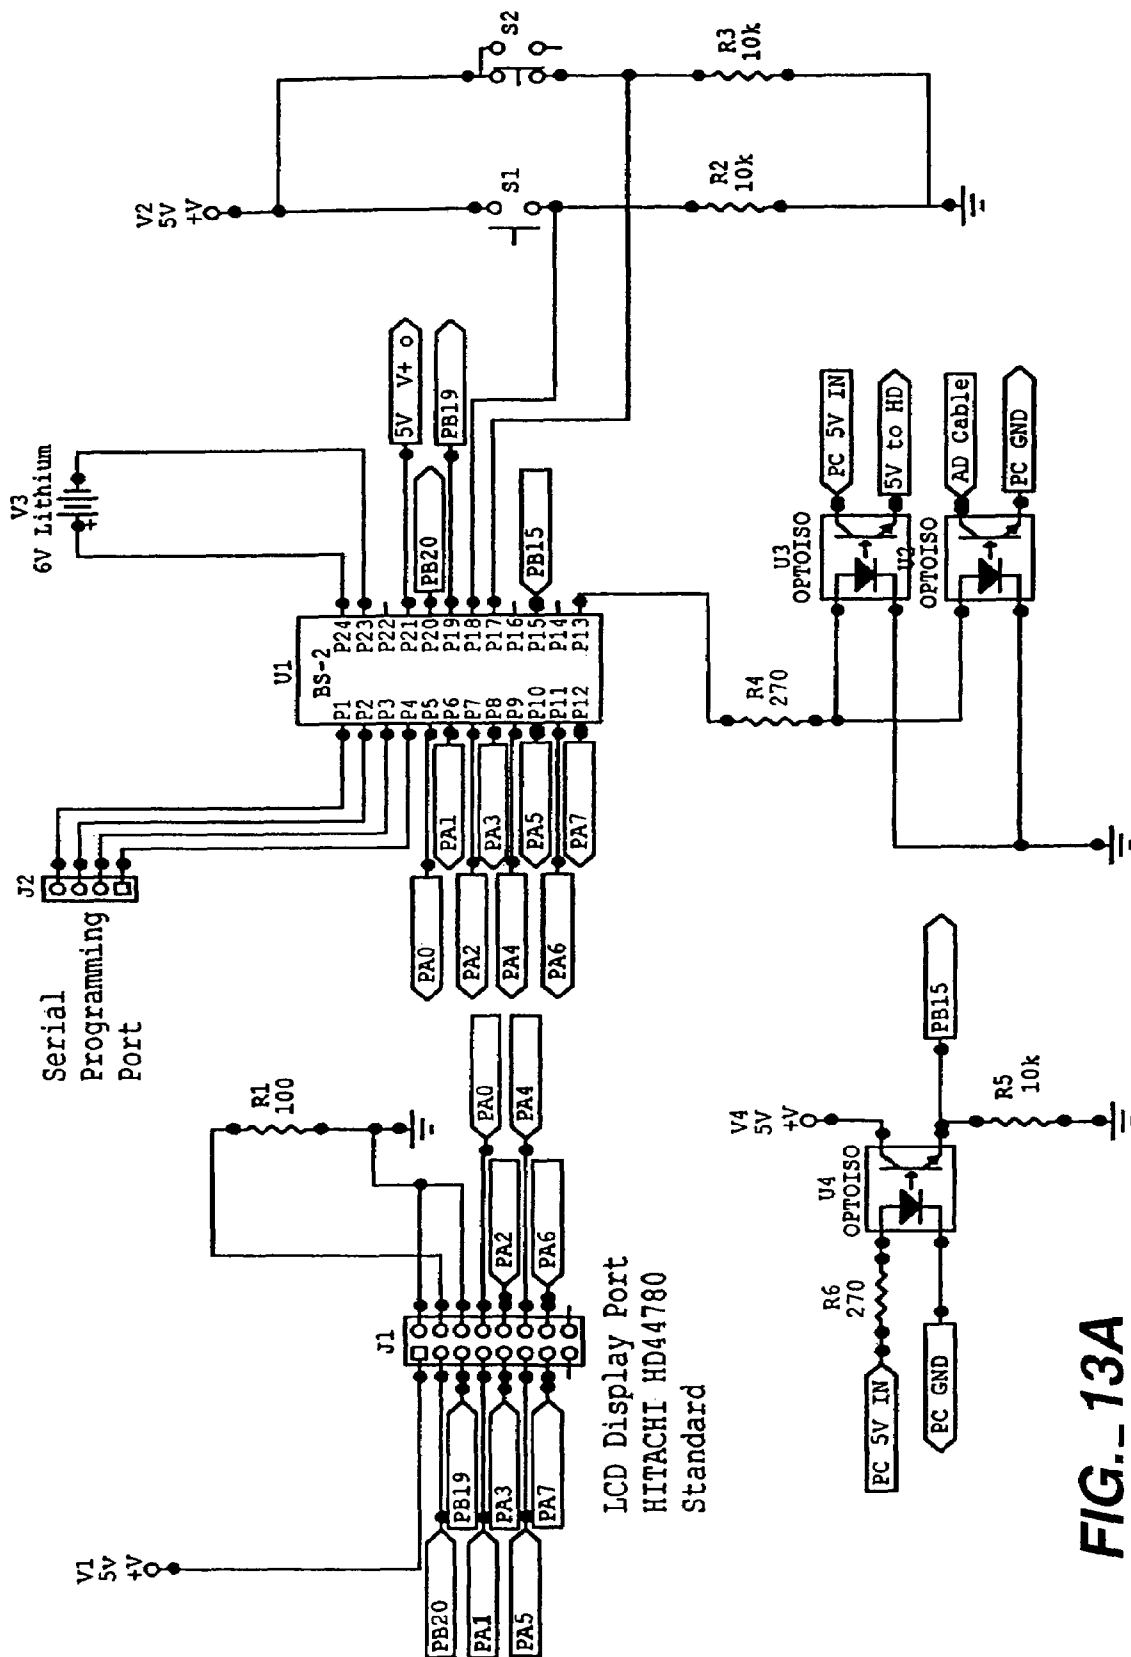 V1
5v
+V
PB20
PA1
PA5
PB19
PA3
PA7
J1
LCD Display Port
HITACHI HD44780
Standard
R1
100
PA0
PA4
PA2
PA6
Serial
Programming
Port
J2
PA0
PA2
PA4
PA6
PA1
PA3
PA5
PA7
U1
BS-2
P1
P2
P3
P4
P5
P6
P7
P8
P9
P10
P11
P12
P24
P23
P22
P21
P20
P19
P18
P17
P16
P15
P14
P13
V3
6V Lithium
+
5V V+ o
PB20
PB19
PB15
V2
5V
+V
S1
S2
R2
10k
R3
10k
R4
270
U3
OPTOISO
U2
OPTOISO
PC 5V IN
5V to HD
AD Cable
PC GND
PC 5V IN
PC GND
R6
270
U4
OPTOISO
V4
5V
+V
PB15
R5
10k
FIG._13A